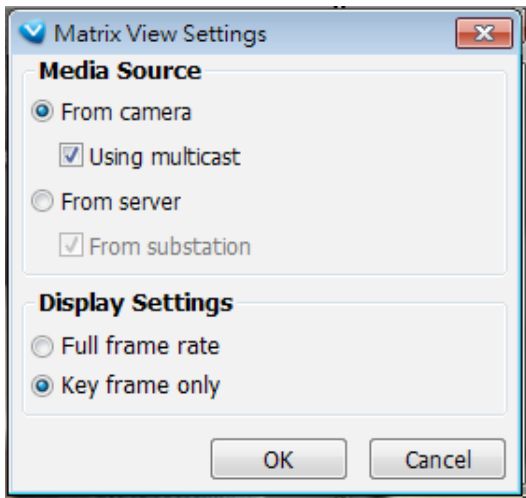 Matrix View Settings
Media Source
From camera
Using multicast
From server
From substation
Display Settings
Full frame rate
Key frame only
OK Cancel